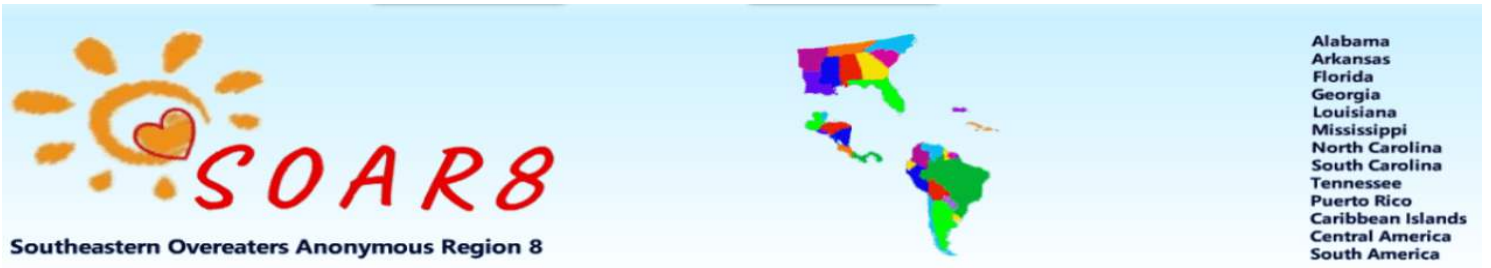 SOAR8
Southeastern Overeaters Anonymous Region 8
Alabama
Arkansas
Florida
Georgia
Louisiana
Mississippi
North Carolina
South Carolina
Tennessee
Puerto Rico
Caribbean Islands
Central America
South America